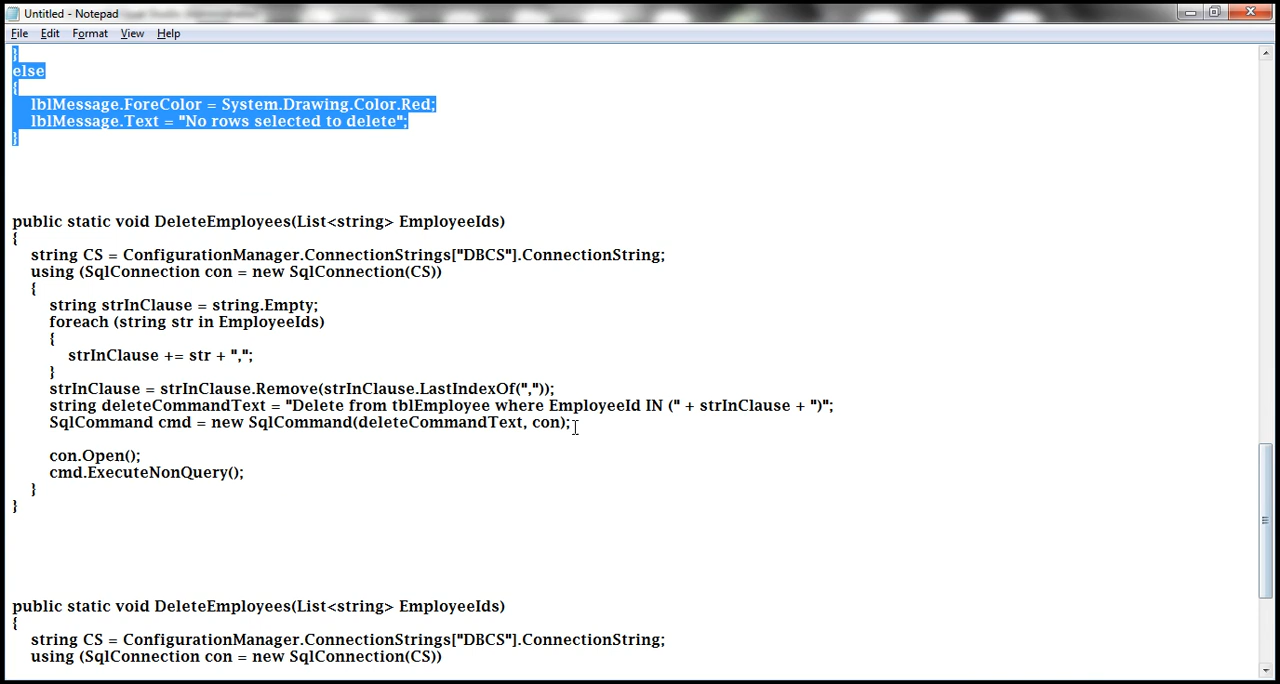 Untitled - Notepad
File Edit Format View Help
}
else
{
lblMessage.ForeColor = System.Drawing.Color.Red;
lblMessage.Text = "No rows selected to delete";
}
public static void DeleteEmployees(List<string> EmployeeIds)
{
string CS = ConfigurationManager.ConnectionStrings["DBCS"].ConnectionString;
using (SqlConnection con = new SqlConnection(CS))
{
string strInClause = string.Empty;
foreach (string str in EmployeeIds)
{
strInClause += str + ",";
}
strInClause = strInClause.Remove(strInClause.LastIndexOf(","));
string deleteCommandText = "Delete from tblEmployee where EmployeeId IN (" + strInClause + ")";
SqlCommand cmd = new SqlCommand(deleteCommandText, con);
con.Open();
cmd.ExecuteNonQuery();
}
}
public static void DeleteEmployees(List<string> EmployeeIds)
{
string CS = ConfigurationManager.ConnectionStrings["DBCS"].ConnectionString;
using (SqlConnection con = new SqlConnection(CS))